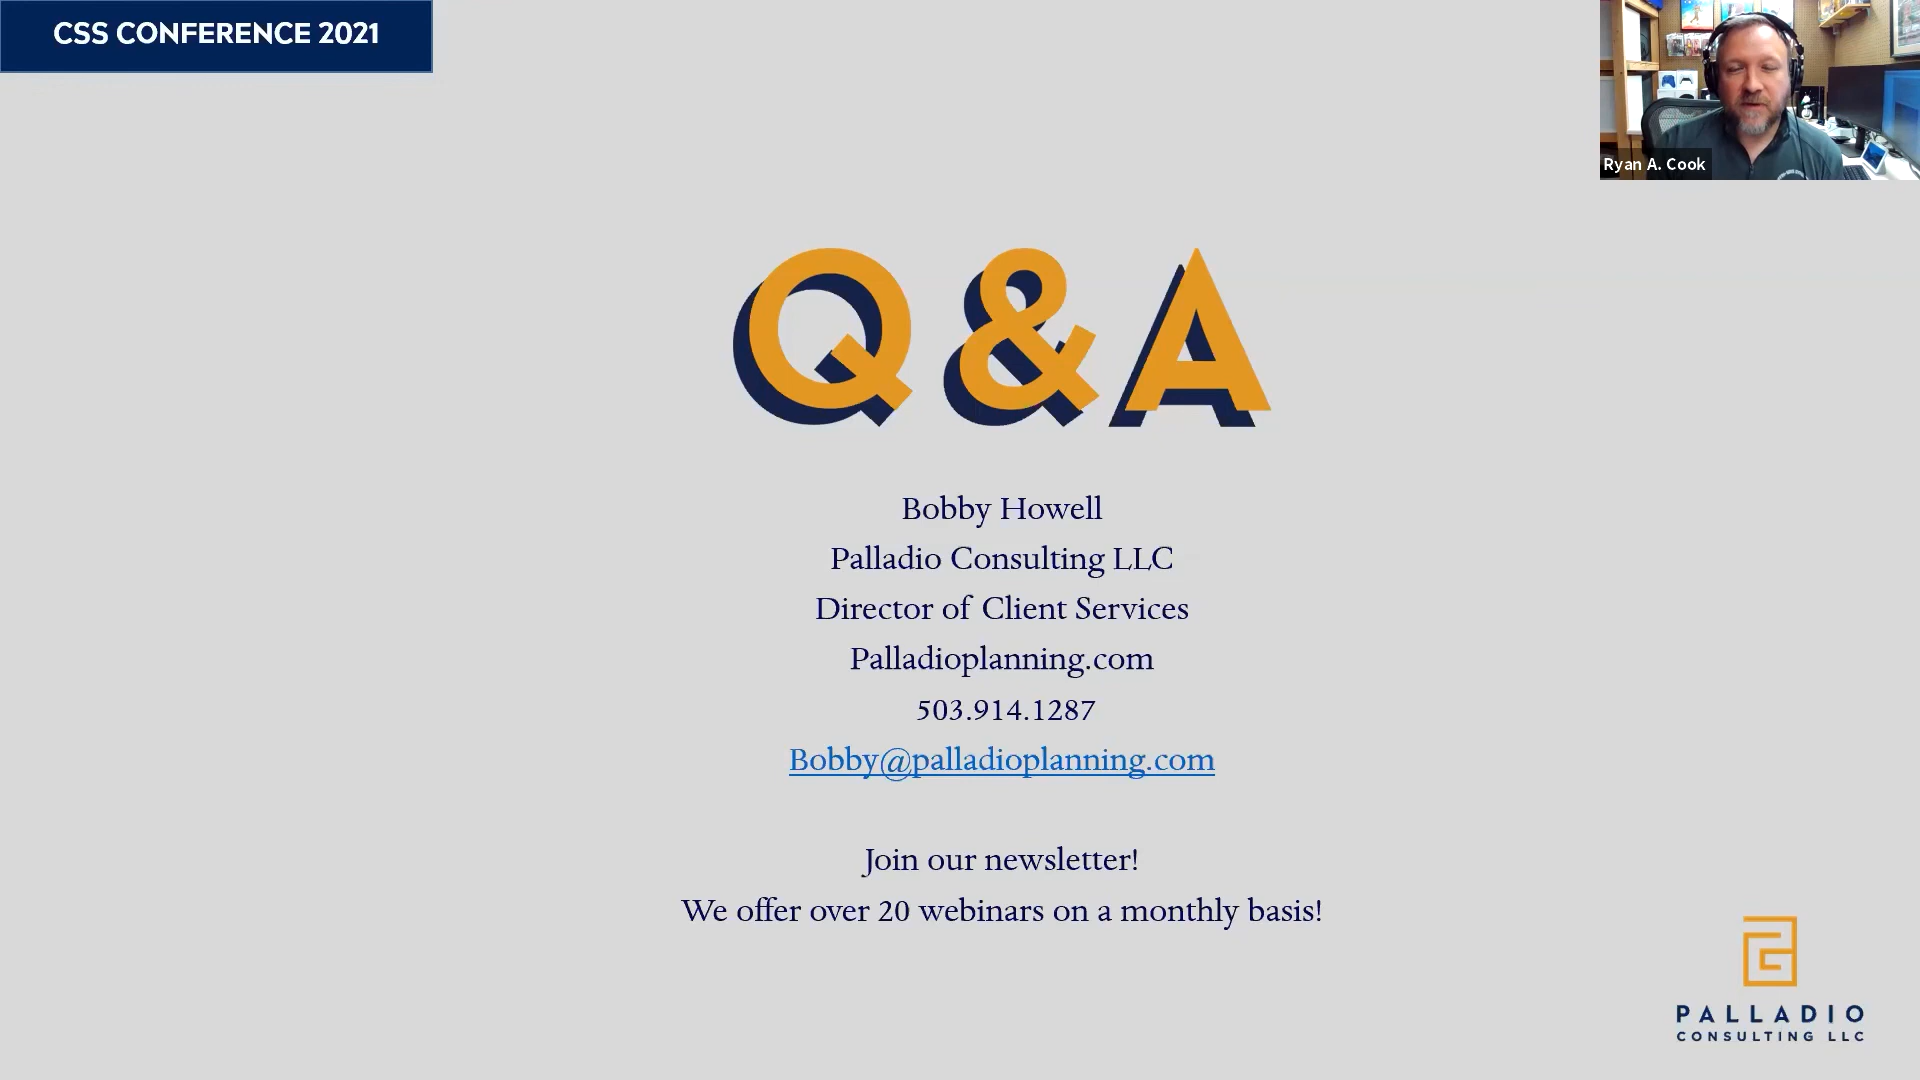 CSS CONFERENCE 2021
Ryan A. Cook
Q&A
Bobby Howell
Palladio Consulting LLC
Director of Client Services
Palladioplanning.com
503.914.1287
Bobby@palladioplanning.com
Join our newsletter!
We offer over 20 webinars on a monthly basis!
PALLADIO
CONSULTING LLC